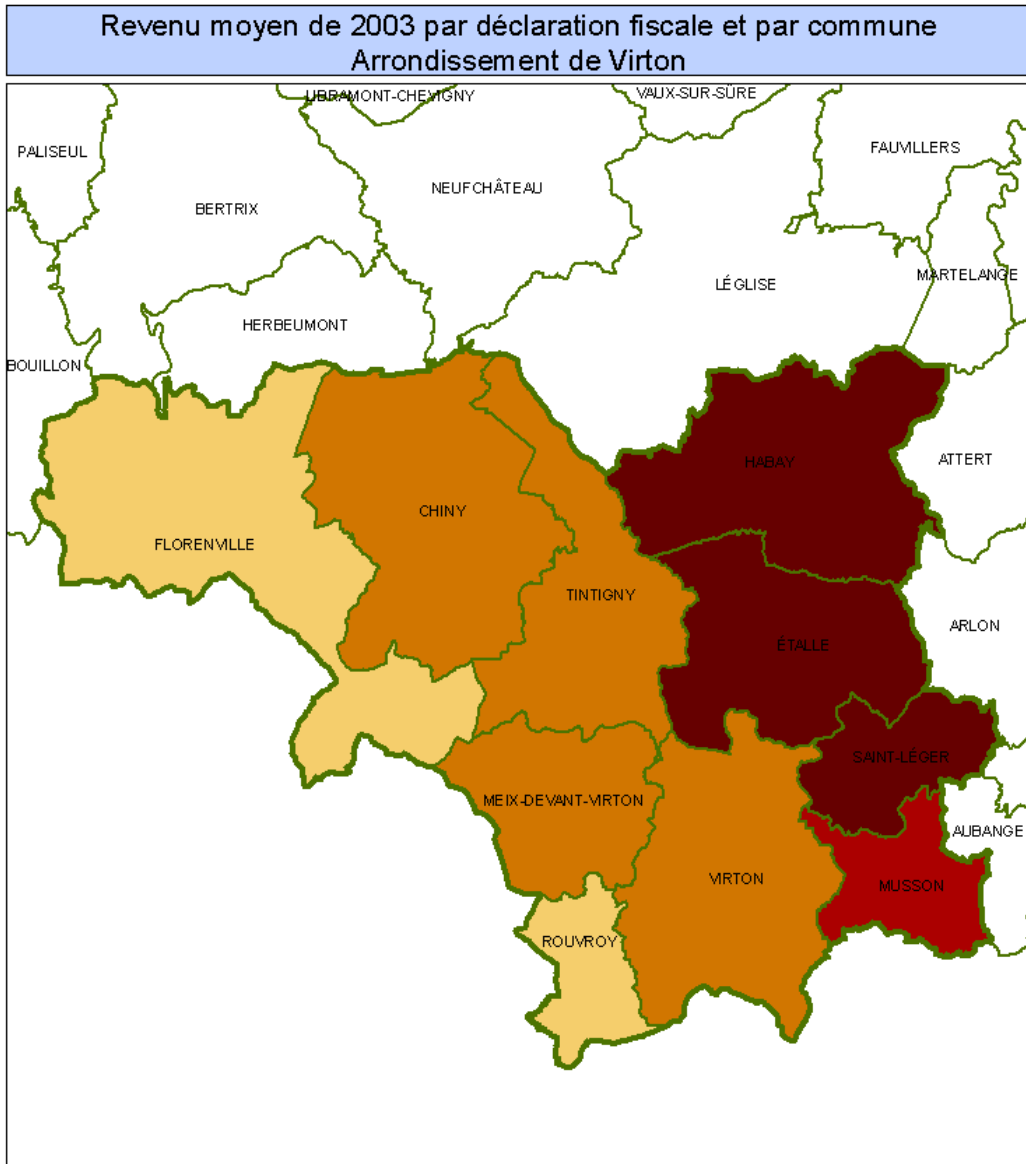 Revenu moyen de 2003 par déclaration fiscale et par commune
Arrondissement de Virton
LIBRAMONT-CHEVIGNY
VAUX-SUR-SÛRE
PALISEUL
FAUVILLERS
NEUFCHÂTEAU
BERTRIX
MARTELANGE
LÉGLISE
HERBEUMONT
BOUILLON
HABAY
ATTERT
CHINY
FLORENVILLE
TINTIGNY
ARLON
ÉTALLE
SAINT-LÉGER
MEIX-DEVANT-VIRTON
AUBANGE
VIRTON
MUSSON
ROUVROY